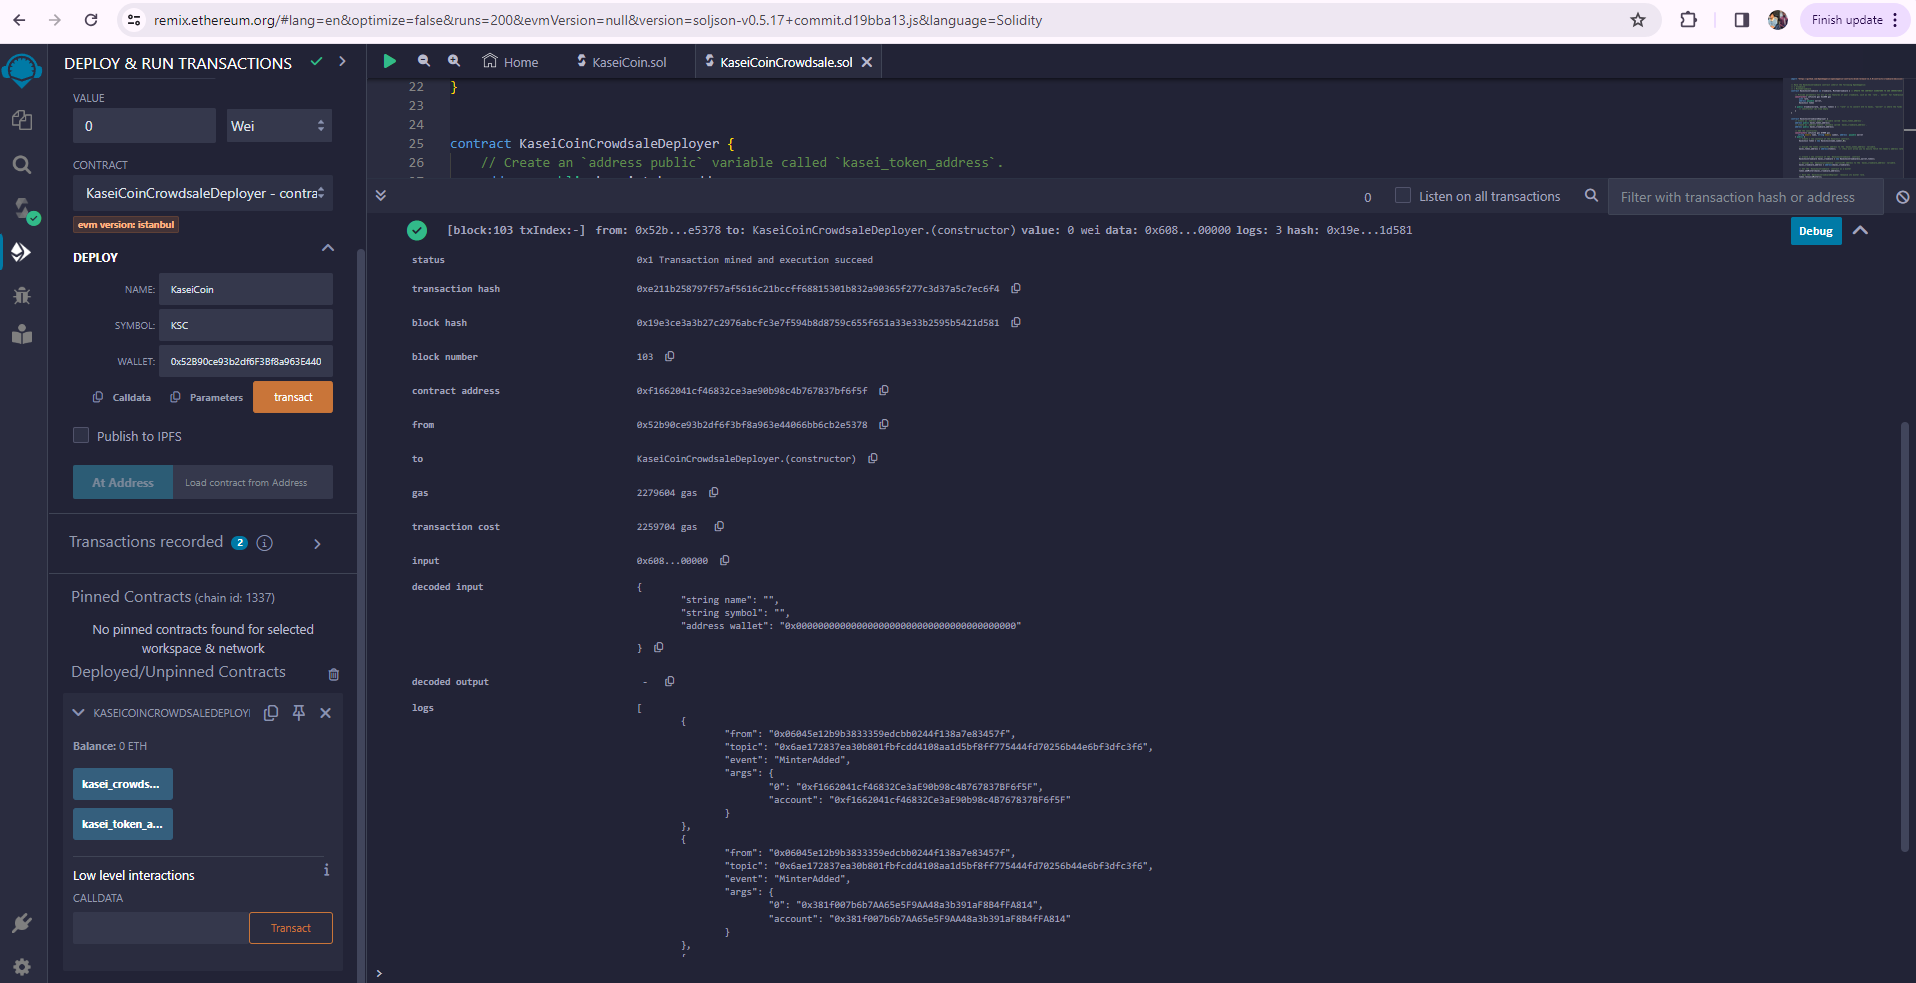 remix.ethereum.org/#lang=en&optimize=false&runs=200&evmVersion=null&version=soljson-v0.5.17+commit.d19bba13.js&language=Solidity
Finish update
DEPLOY & RUN TRANSACTIONS
VALUE
0
Wei
CONTRACT
KaseiCoinCrowdsaleDeployer - contra
evm version: istanbul
DEPLOY
NAME: KaseiCoin
SYMBOL: KSC
WALLET: 0x52B90ce93b2df6F3Bf8a963E440
Calldata Parameters transact
Publish to IPFS
At Address Load contract from Address
Transactions recorded 2
Pinned Contracts (chain id: 1337)
No pinned contracts found for selected
workspace & network
Deployed/Unpinned Contracts
KASEICOINCROWDSALEDEPLOYI
Balance: 0 ETH
kasei_crowds...
kasei_token_a...
Low level interactions
CALLDATA
Transact
Home KaseiCoin.sol KaseiCoinCrowdsale.sol
22 }
23
24
25 contract KaseiCoinCrowdsaleDeployer {
26 // Create an `address public` variable called `kasei_token_address`.
0 Listen on all transactions Filter with transaction hash or address
[block:103 txIndex:-] from: 0x52b...e5378 to: KaseiCoinCrowdsaleDeployer.(constructor) value: 0 wei data: 0x608...00000 logs: 3 hash: 0x19e...1d581
Debug
status 0x1 Transaction mined and execution succeed
transaction hash 0xe211b258797f57af5616c21bccff68815301b832a90365f277c3d37a5c7ec6f4
block hash 0x19e3ce3a3b27c2976abcfc3e7f594b8d8759c655f651a33e33b2595b5421d581
block number 103
contract address 0xf1662041cf46832ce3ae90b98c4b767837bf6f5f
from 0x52b90ce93b2df6f3bf8a963e44066bb6cb2e5378
to KaseiCoinCrowdsaleDeployer.(constructor)
gas 2279604 gas
transaction cost 2259704 gas
input 0x608...00000
decoded input {
"string name": "",
"string symbol": "",
"address wallet": "0x0000000000000000000000000000000000000000"
}
decoded output -
logs [
{
"from": "0x06045e12b9b3833359edcbb0244f138a7e83457f",
"topic": "0x6ae172837ea30b801fbfcdd4108aa1d5bf8ff775444fd70256b44e6bf3dfc3f6",
"event": "MinterAdded",
"args": {
"0": "0xf1662041cf46832Ce3aE90b98c4B767837BF6f5F",
"account": "0xf1662041cf46832Ce3aE90b98c4B767837BF6f5F"
}
},
{
"from": "0x06045e12b9b3833359edcbb0244f138a7e83457f",
"topic": "0x6ae172837ea30b801fbfcdd4108aa1d5bf8ff775444fd70256b44e6bf3dfc3f6",
"event": "MinterAdded",
"args": {
"0": "0x381f007b6b7AA65e5F9AA48a3b391aF8B4fFA814",
"account": "0x381f007b6b7AA65e5F9AA48a3b391aF8B4fFA814"
}
},
>